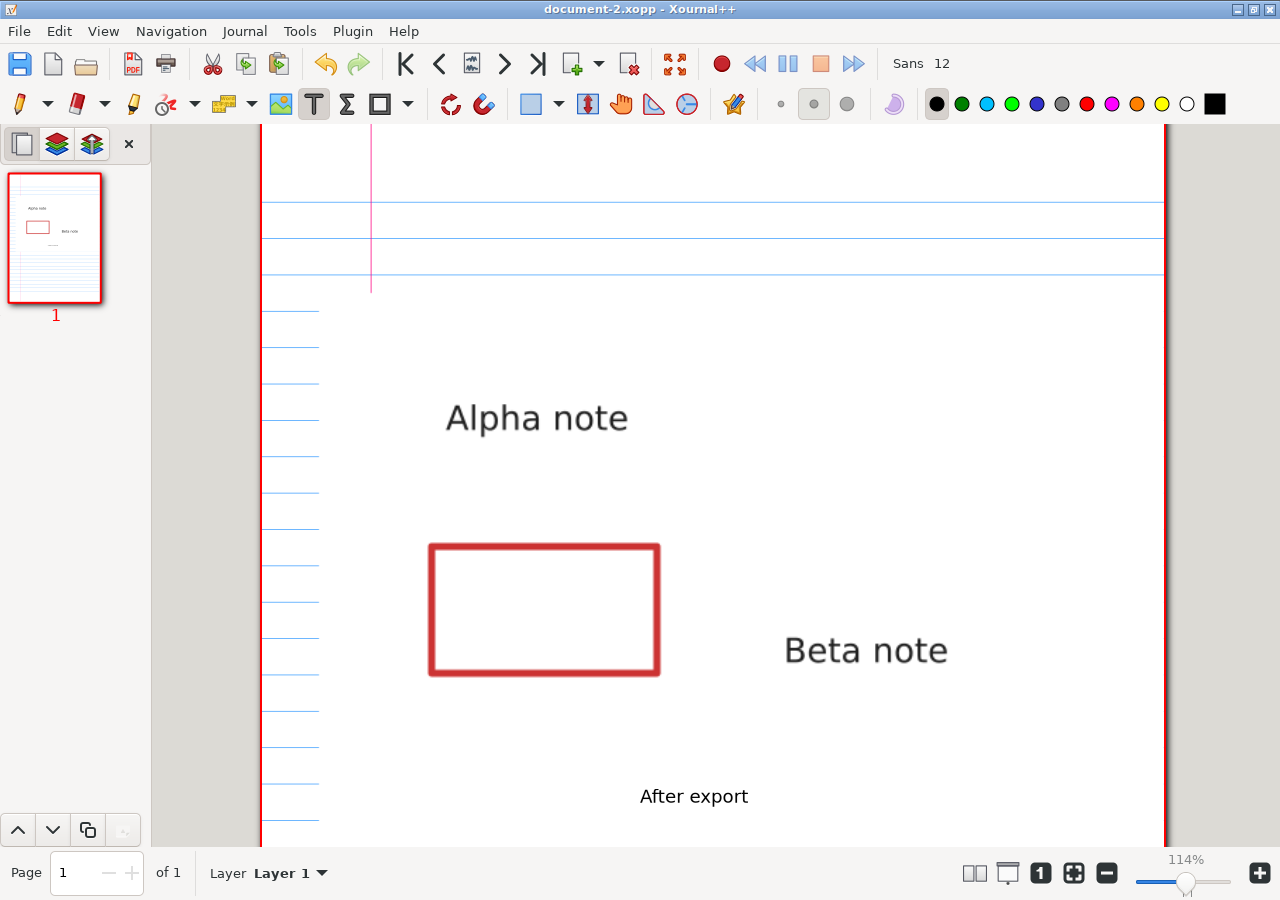 document-2.xopp - Xournal++
File Edit View Navigation Journal Tools Plugin Help
Sans 12
Alpha note
Beta note
After export
1
Page 1 of 1 Layer Layer 1
114%